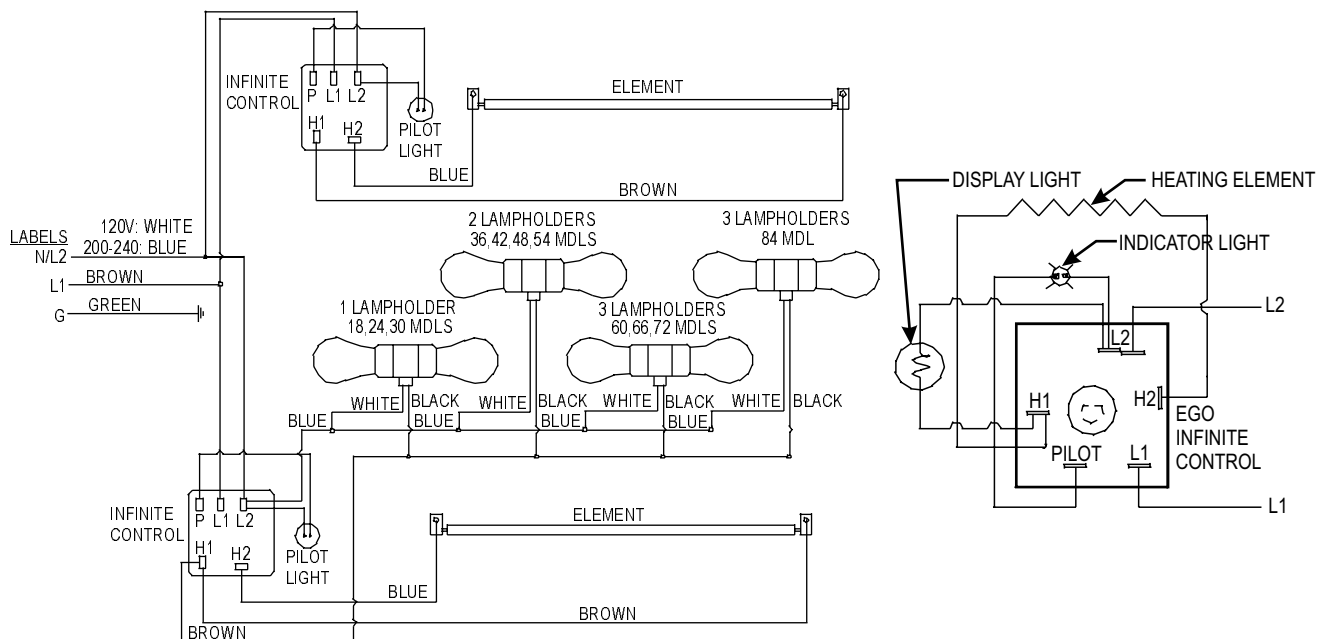 INFINITE
CONTROL
P L1 L2
H1 H2
PILOT
LIGHT
ELEMENT
BLUE
BROWN
LABELS
120V: WHITE
N/L2 200-240: BLUE
L1 BROWN
G GREEN
2 LAMPHOLDERS
36,42,48,54 MDLS
3 LAMPHOLDERS
84 MDL
1 LAMPHOLDER
18,24,30 MDLS
3 LAMPHOLDERS
60,66,72 MDLS
WHITE BLACK WHITE BLACK WHITE BLACK WHITE BLACK
BLUE BLUE BLUE BLUE
INFINITE
CONTROL
P L1 L2
H1 H2
PILOT
LIGHT
ELEMENT
BLUE
BROWN
BROWN
DISPLAY LIGHT
HEATING ELEMENT
INDICATOR LIGHT
L2
L2
H1
H2
EGO
INFINITE
CONTROL
PILOT L1
L1